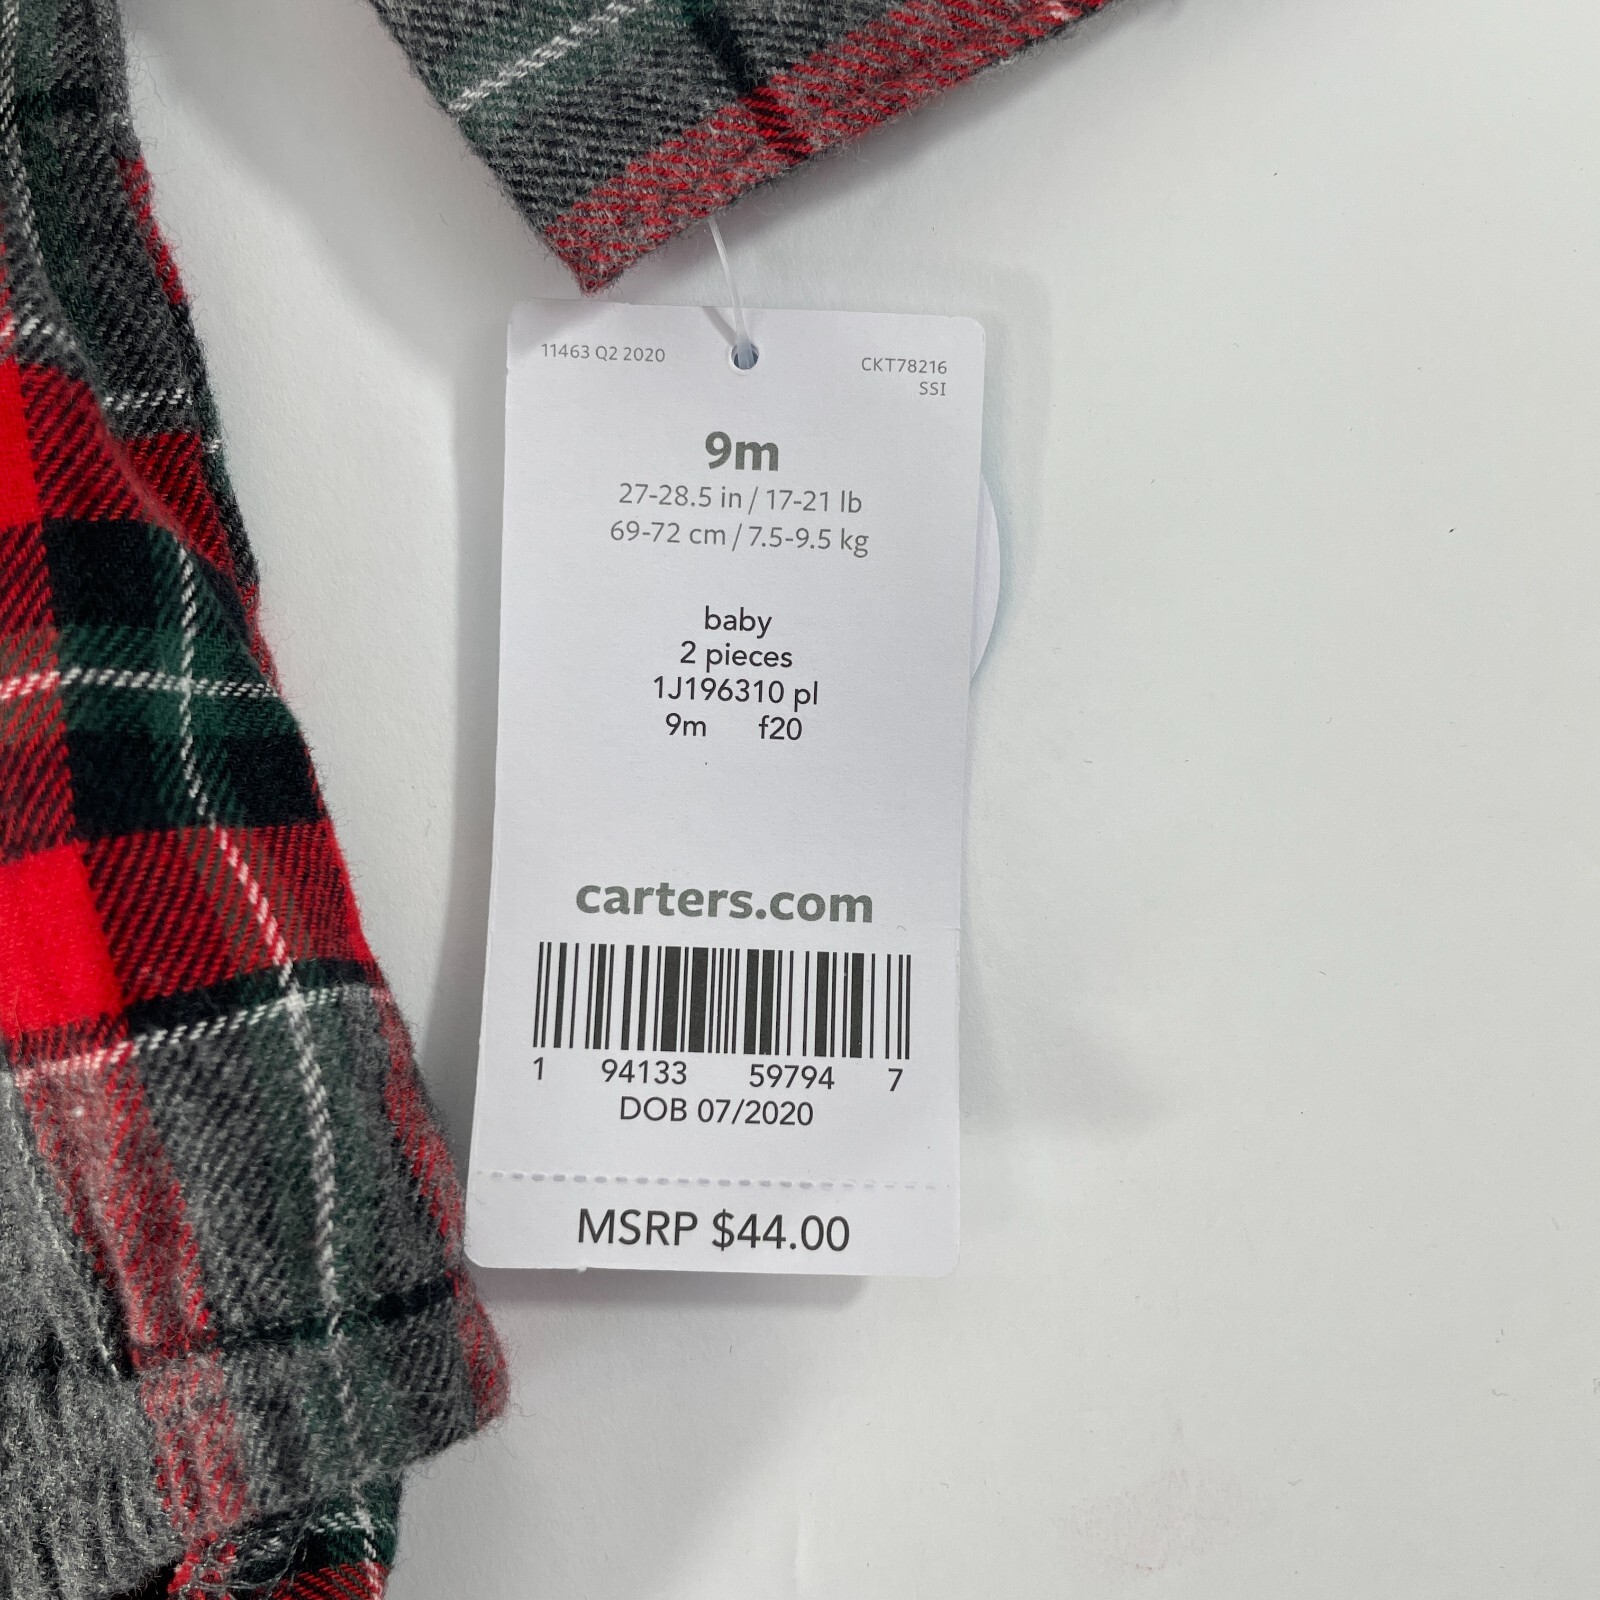 11463 Q2 2020
CKT78216
SSI
9m
27-28.5 in / 17-21 lb
69-72 cm / 7.5-9.5 kg
baby
2 pieces
1J196310 pl
9m f20
carters.com
1 94133 59794 7
DOB 07/2020
MSRP $44.00